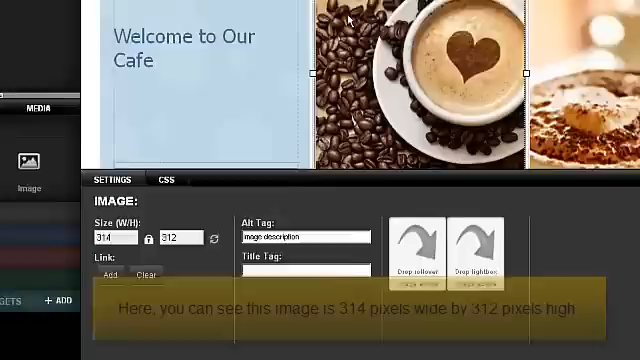 Welcome to Our
Cafe
MEDIA
Image
SETTINGS CSS
IMAGE:
Size (W/H): Alt Tag:
314 312 image description
Link: Title Tag:
Add Clear
Drop rollover Drop lightbox
GETS + ADD
Here, you can see this image is 314 pixels wide by 312 pixels high